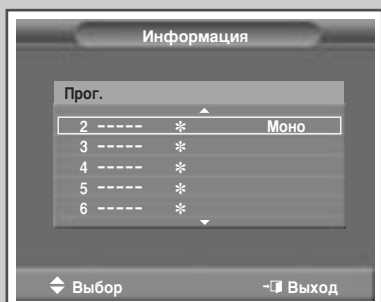 Информация
Прог.
2 ----- ✻ Моно
3 ----- ✻
4 ----- ✻
5 ----- ✻
6 ----- ✻
Выбор Выход